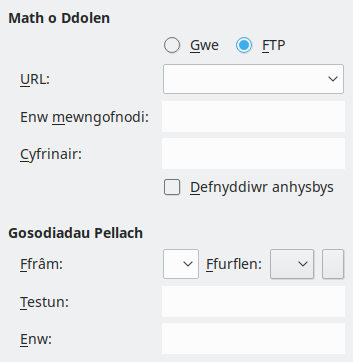 Math o Ddolen
Gwe FTP
URL:
Enw mewngofnodi:
Cyfrinair:
Defnyddiwr anhysbys
Gosodiadau Pellach
Ffrâm: Ffurflen:
Testun:
Enw: